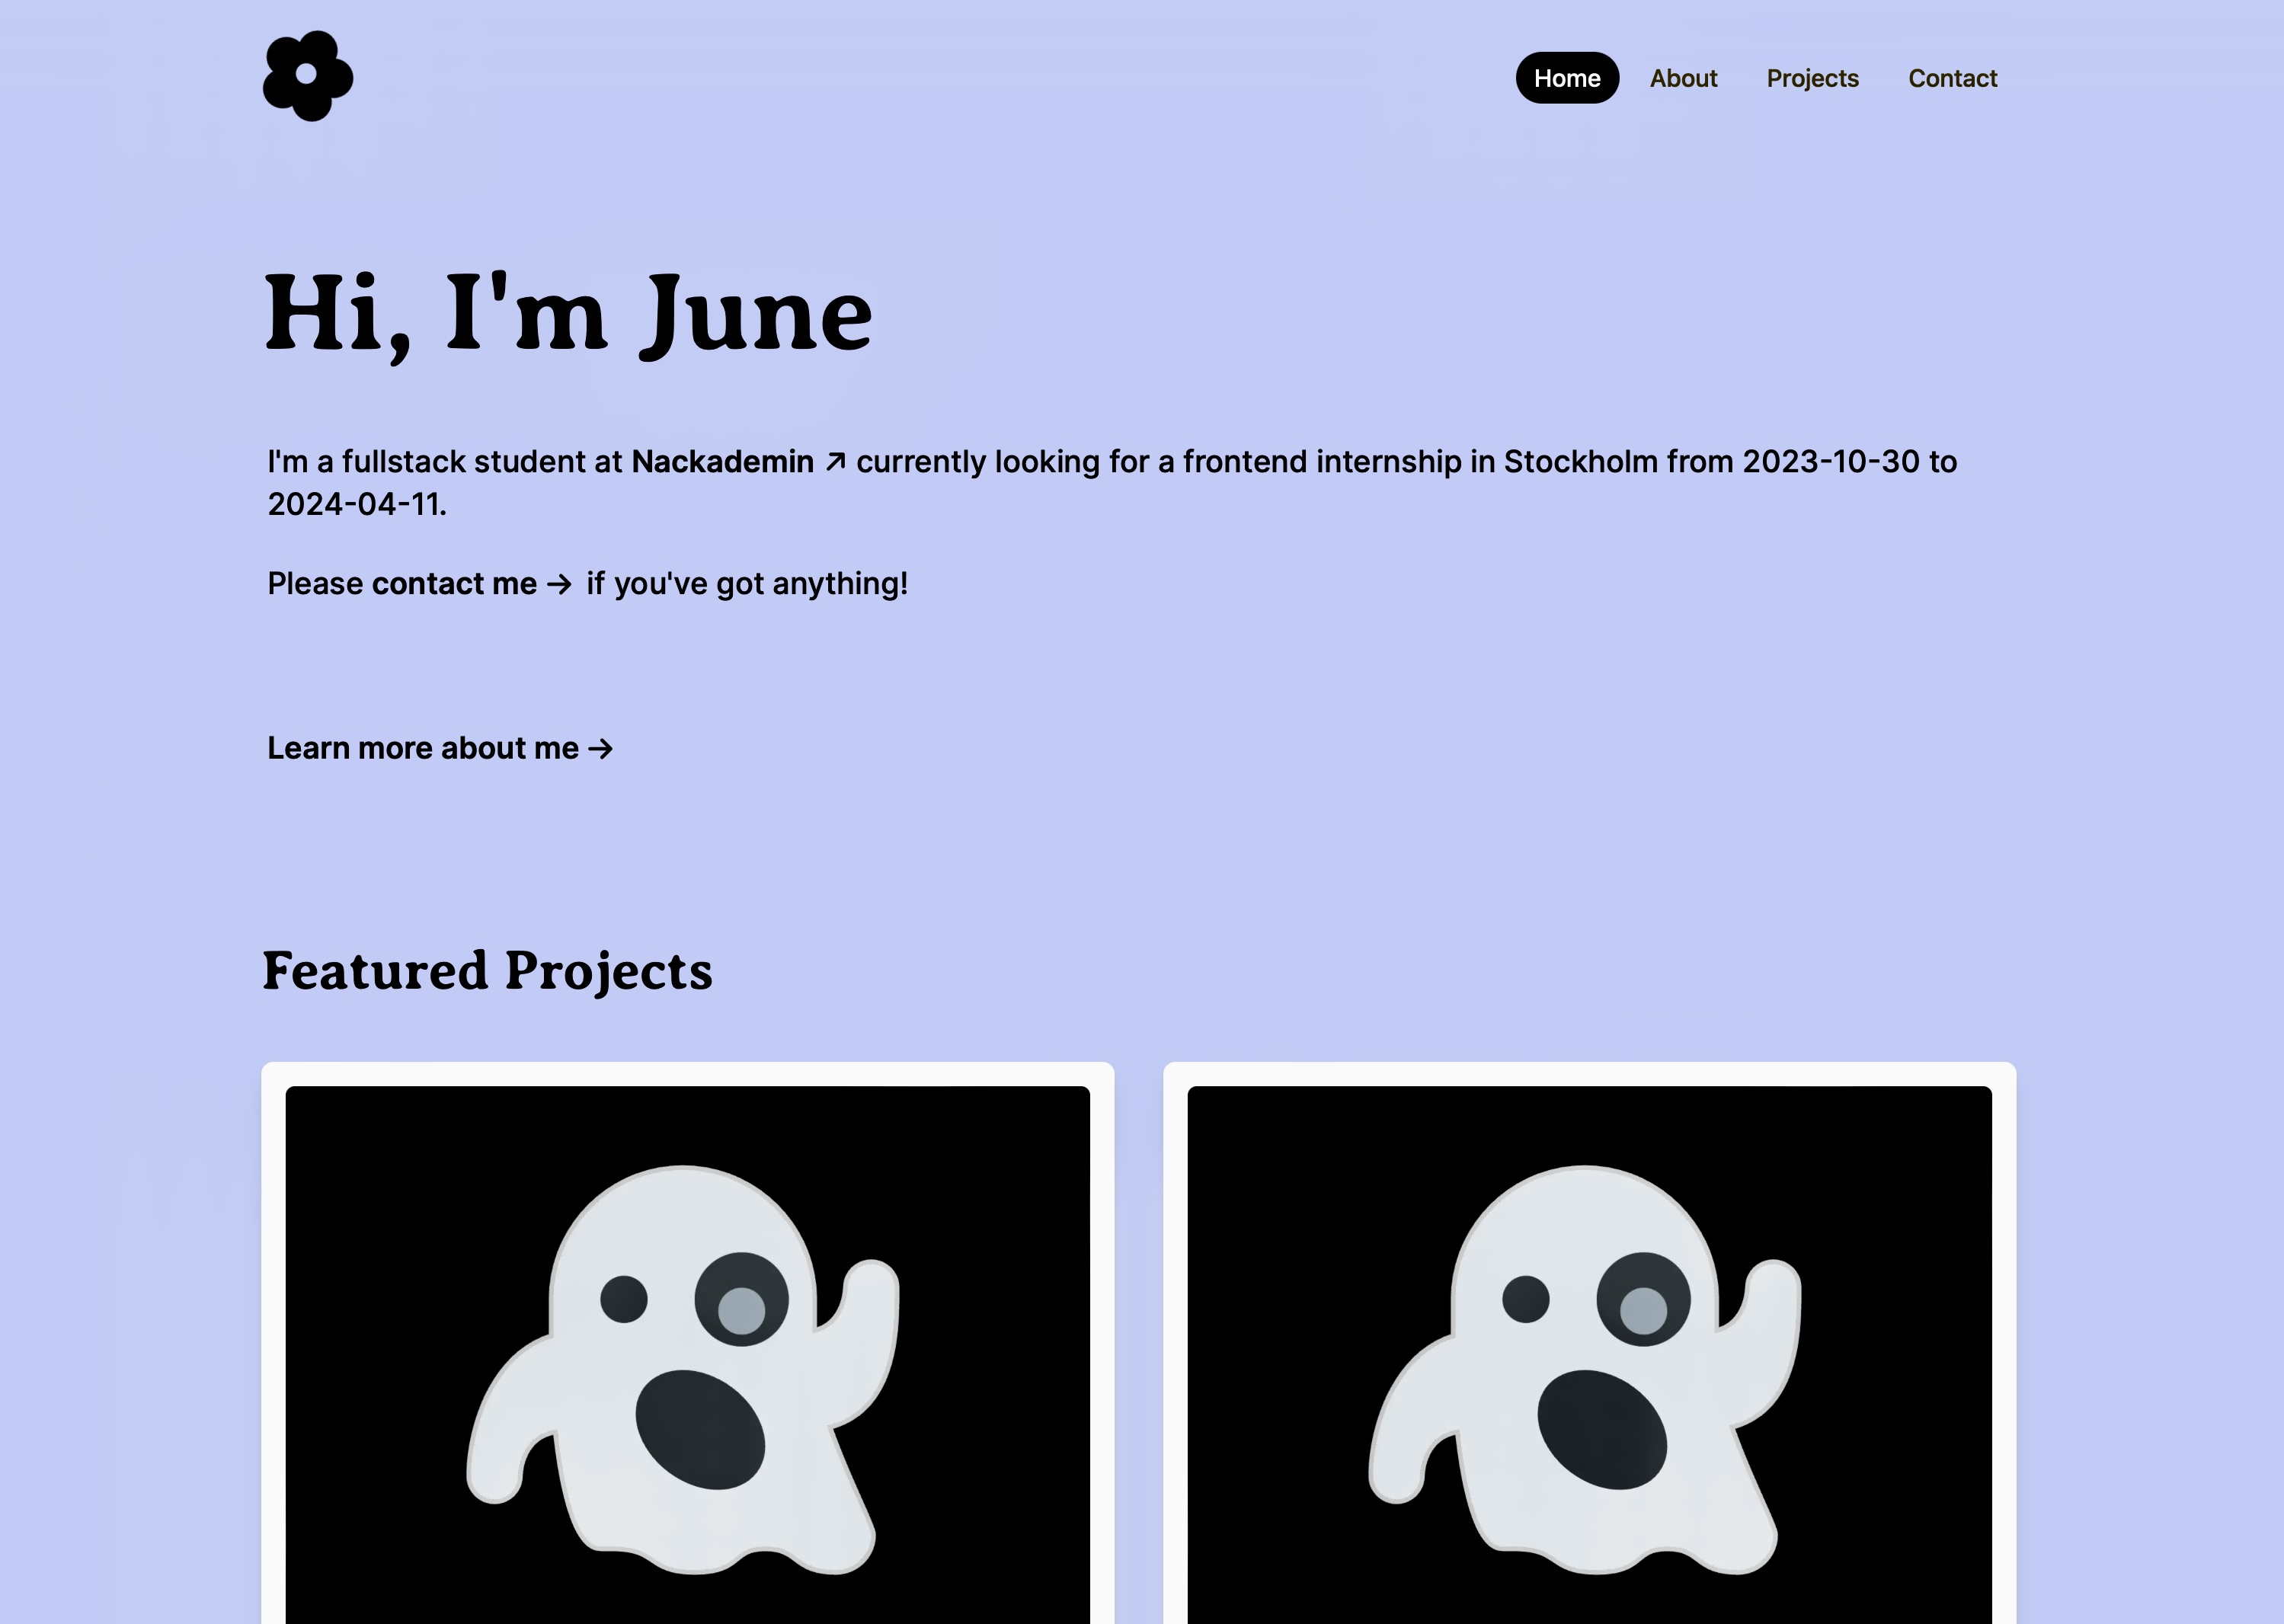 Home About Projects Contact
Hi, I'm June
I'm a fullstack student at Nackademin ↗ currently looking for a frontend internship in Stockholm from 2023-10-30 to
2024-04-11.
Please contact me → if you've got anything!
Learn more about me →
Featured Projects